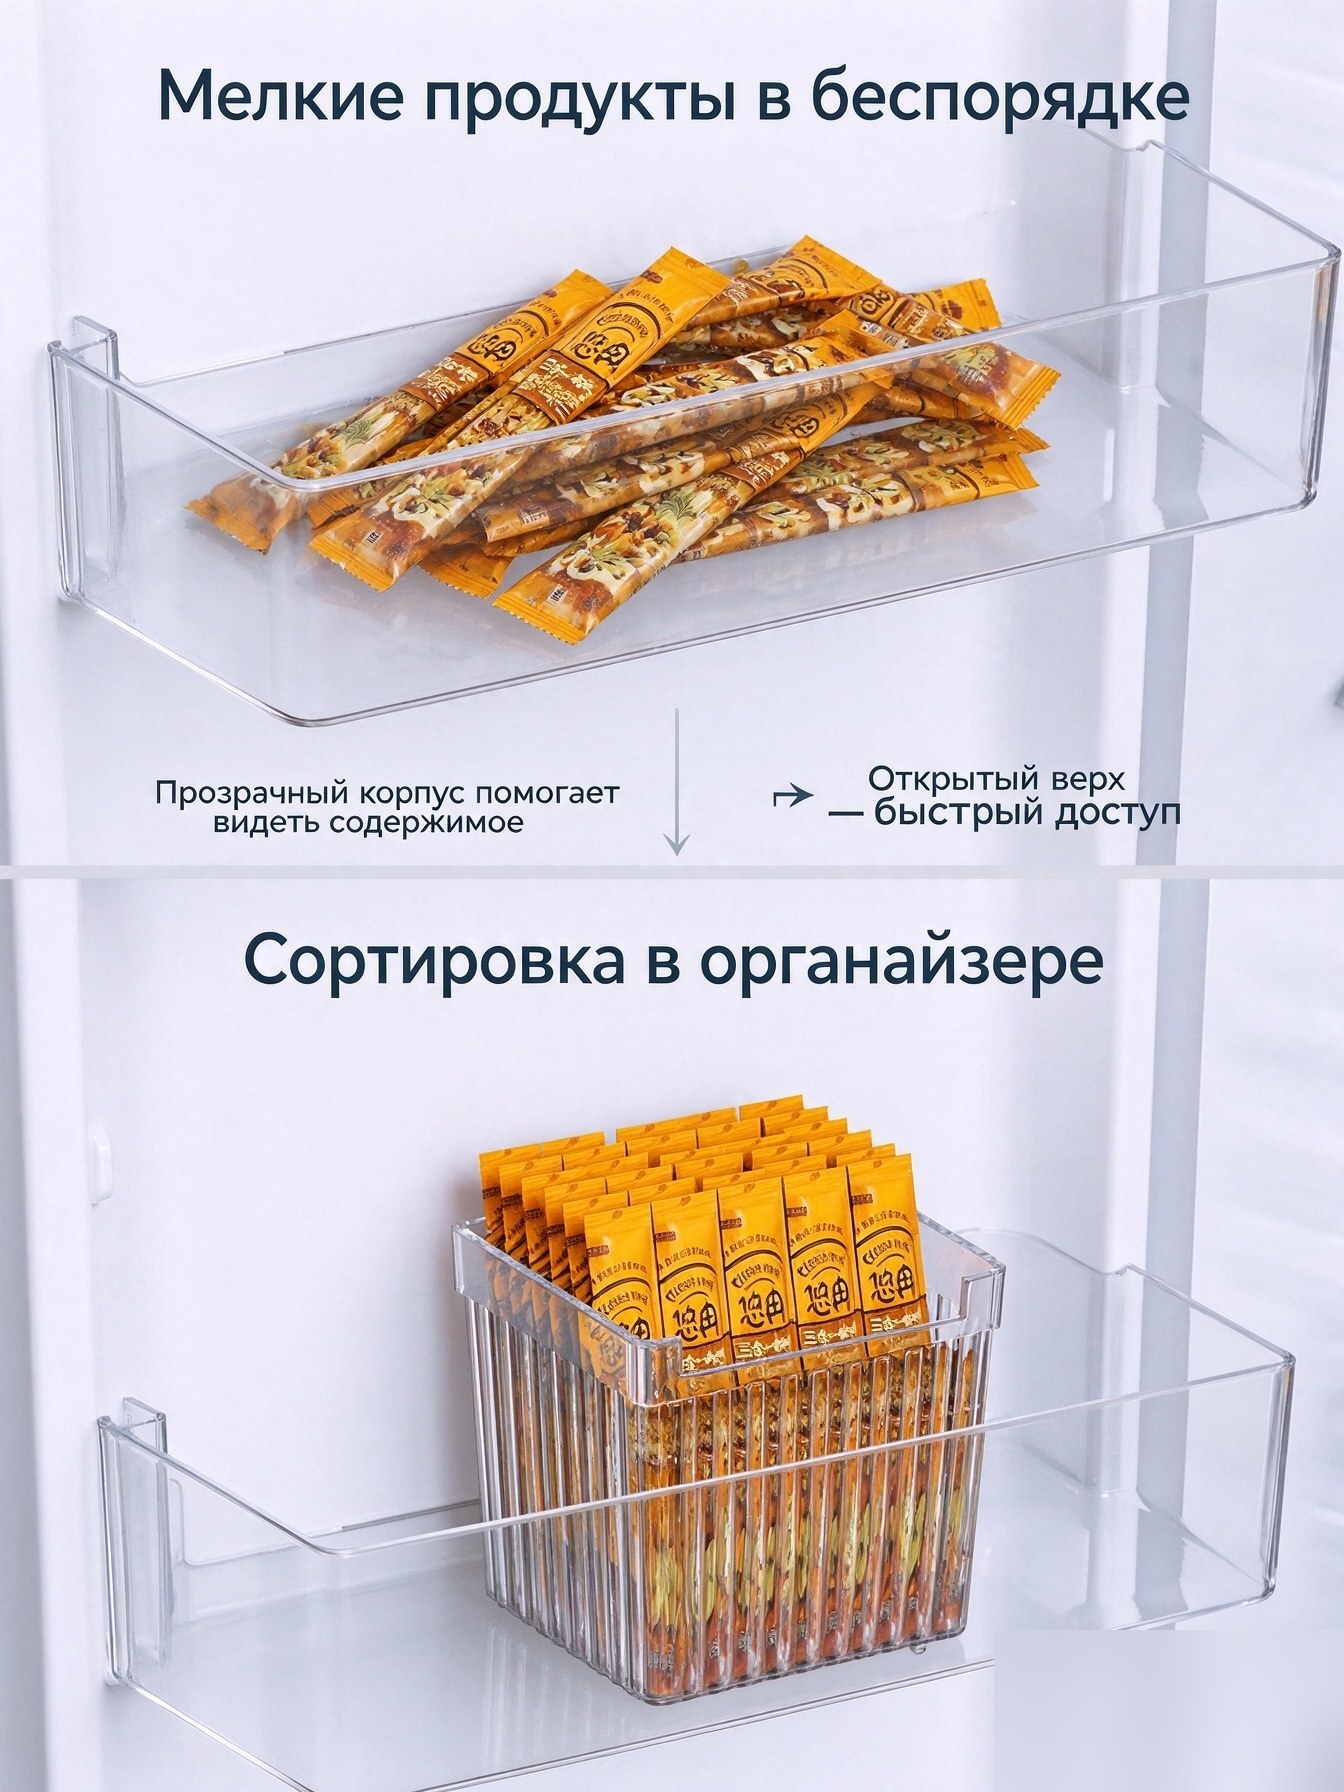 Мелкие продукты в беспорядке
Прозрачный корпус помогает
видеть содержимое
Открытый верх
— быстрый доступ
Сортировка в органайзере